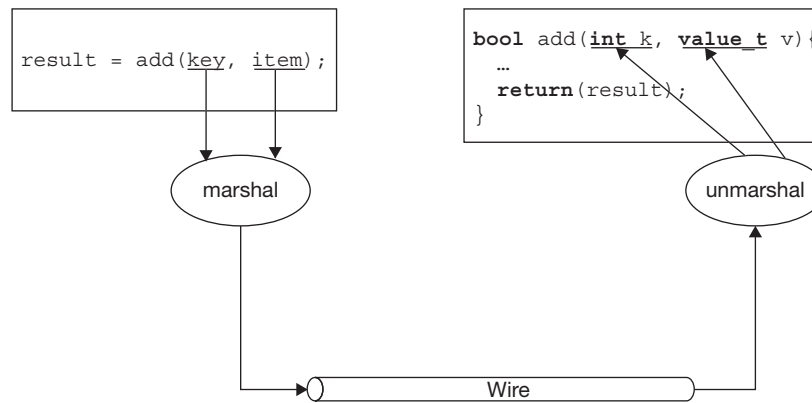 result = add(key, item);
bool add(int k, value_t v){
…
return(result);
}
marshal
unmarshal
Wire